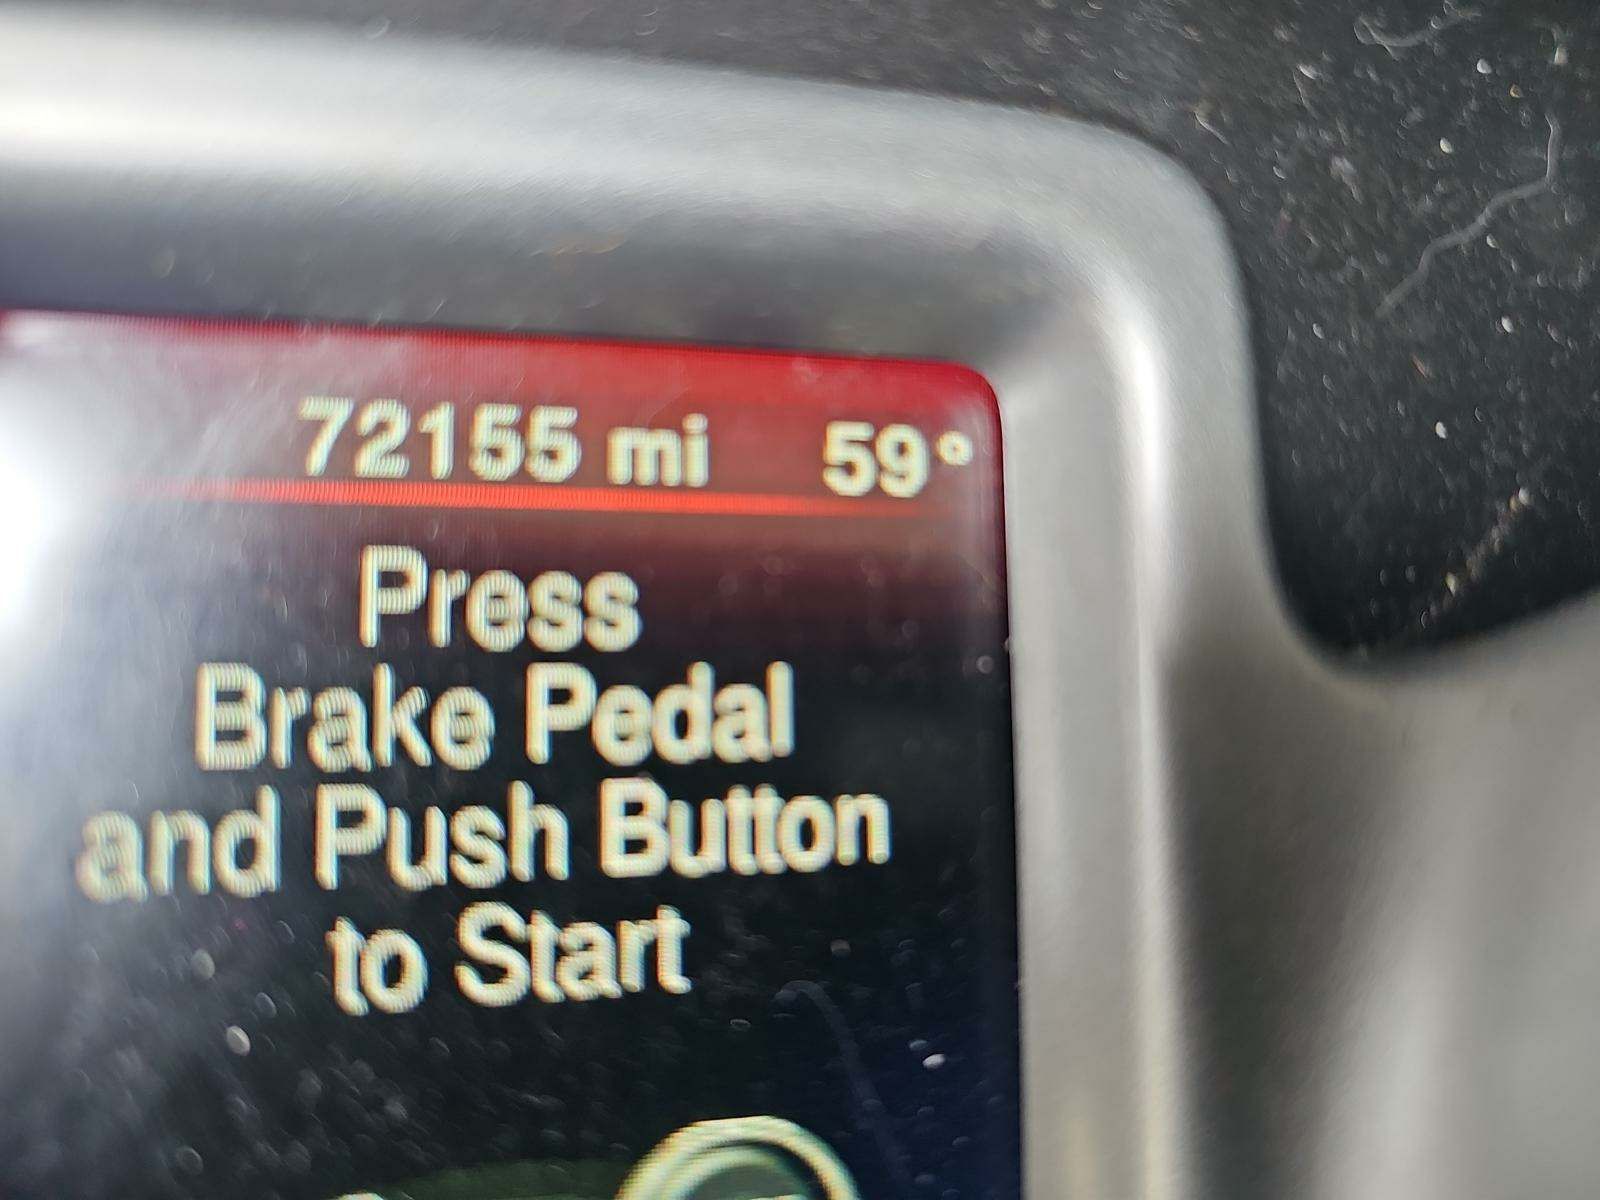 72155 mi 59°
Press
Brake Pedal
and Push Button
to Start